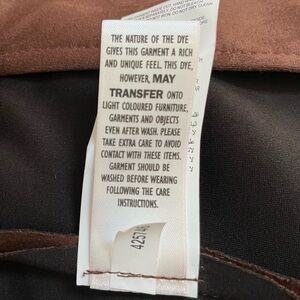 THE NATURE OF THE DYE
GIVES THIS GARMENT A RICH
AND UNIQUE FEEL. THIS DYE,
HOWEVER, MAY
TRANSFER ONTO
LIGHT COLOURED FURNITURE,
GARMENTS AND OBJECTS
EVEN AFTER WASH. PLEASE
TAKE EXTRA CARE TO AVOID
CONTACT WITH THESE ITEMS.
GARMENT SHOULD BE
WASHED BEFORE WEARING
FOLLOWING THE CARE
INSTRUCTIONS.